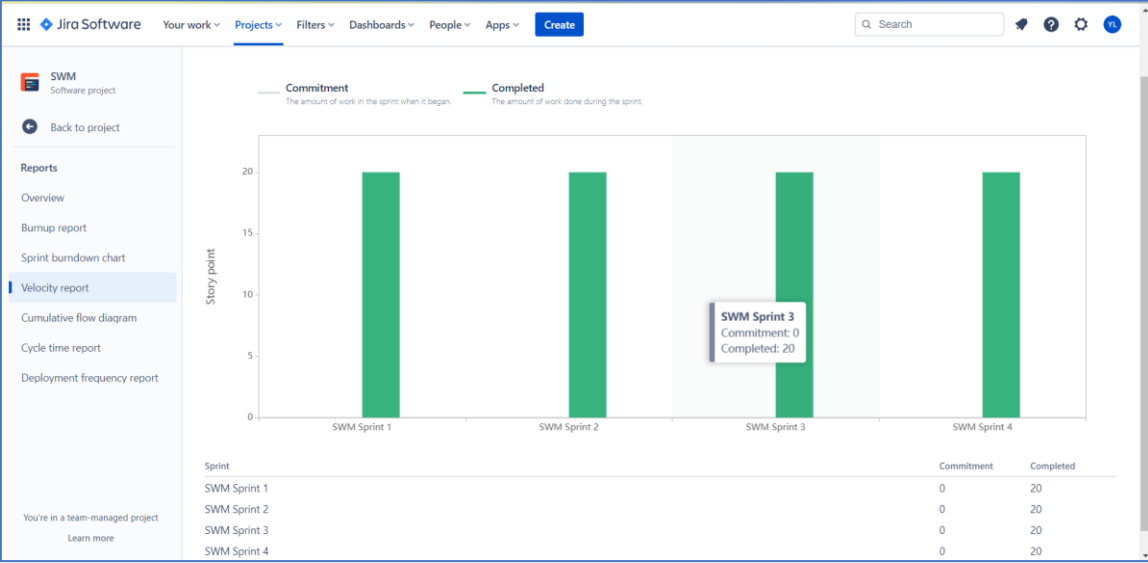 Jira Software Your work Projects Filters Dashboards People Apps Create Search YL
SWM
Software project
Back to project
Reports
Overview
Burnup report
Sprint burndown chart
Velocity report
Cumulative flow diagram
Cycle time report
Deployment frequency report
You're in a team-managed project
Learn more
Commitment
The amount of work in the sprint when it began.
Completed
The amount of work done during the sprint.
Story point
20
15
10
5
0
SWM Sprint 3
Commitment: 0
Completed: 20
SWM Sprint 1 SWM Sprint 2 SWM Sprint 3 SWM Sprint 4
Sprint Commitment Completed
SWM Sprint 1 0 20
SWM Sprint 2 0 20
SWM Sprint 3 0 20
SWM Sprint 4 0 20